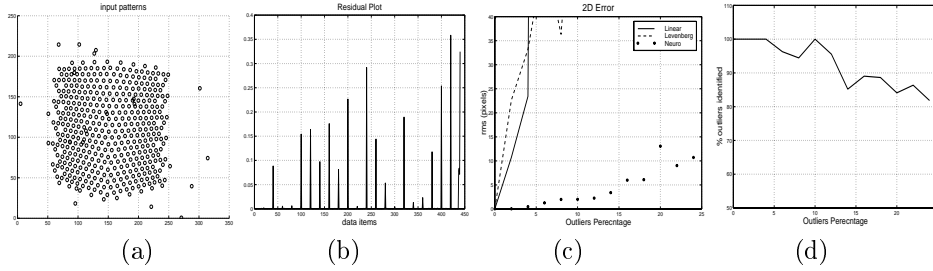 input patterns
250
200
150
100
50
0
0 50 100 150 200 250 300 350
(a)
Residual Plot
0.4
0.35
0.3
0.25
0.2
0.15
0.1
0.05
0
0 50 100 150 200 250 300 350 400 450
data items
(b)
2D Error
Linear
Levenberg
Neuro
rms (pixels)
40
35
30
25
20
15
10
5
0
0 5 10 15 20 25
Outliers Perecntage
(c)
% outliers identified
100
90
80
70
60
50
0 5 10 15 20
Outliers Perecntage
(d)